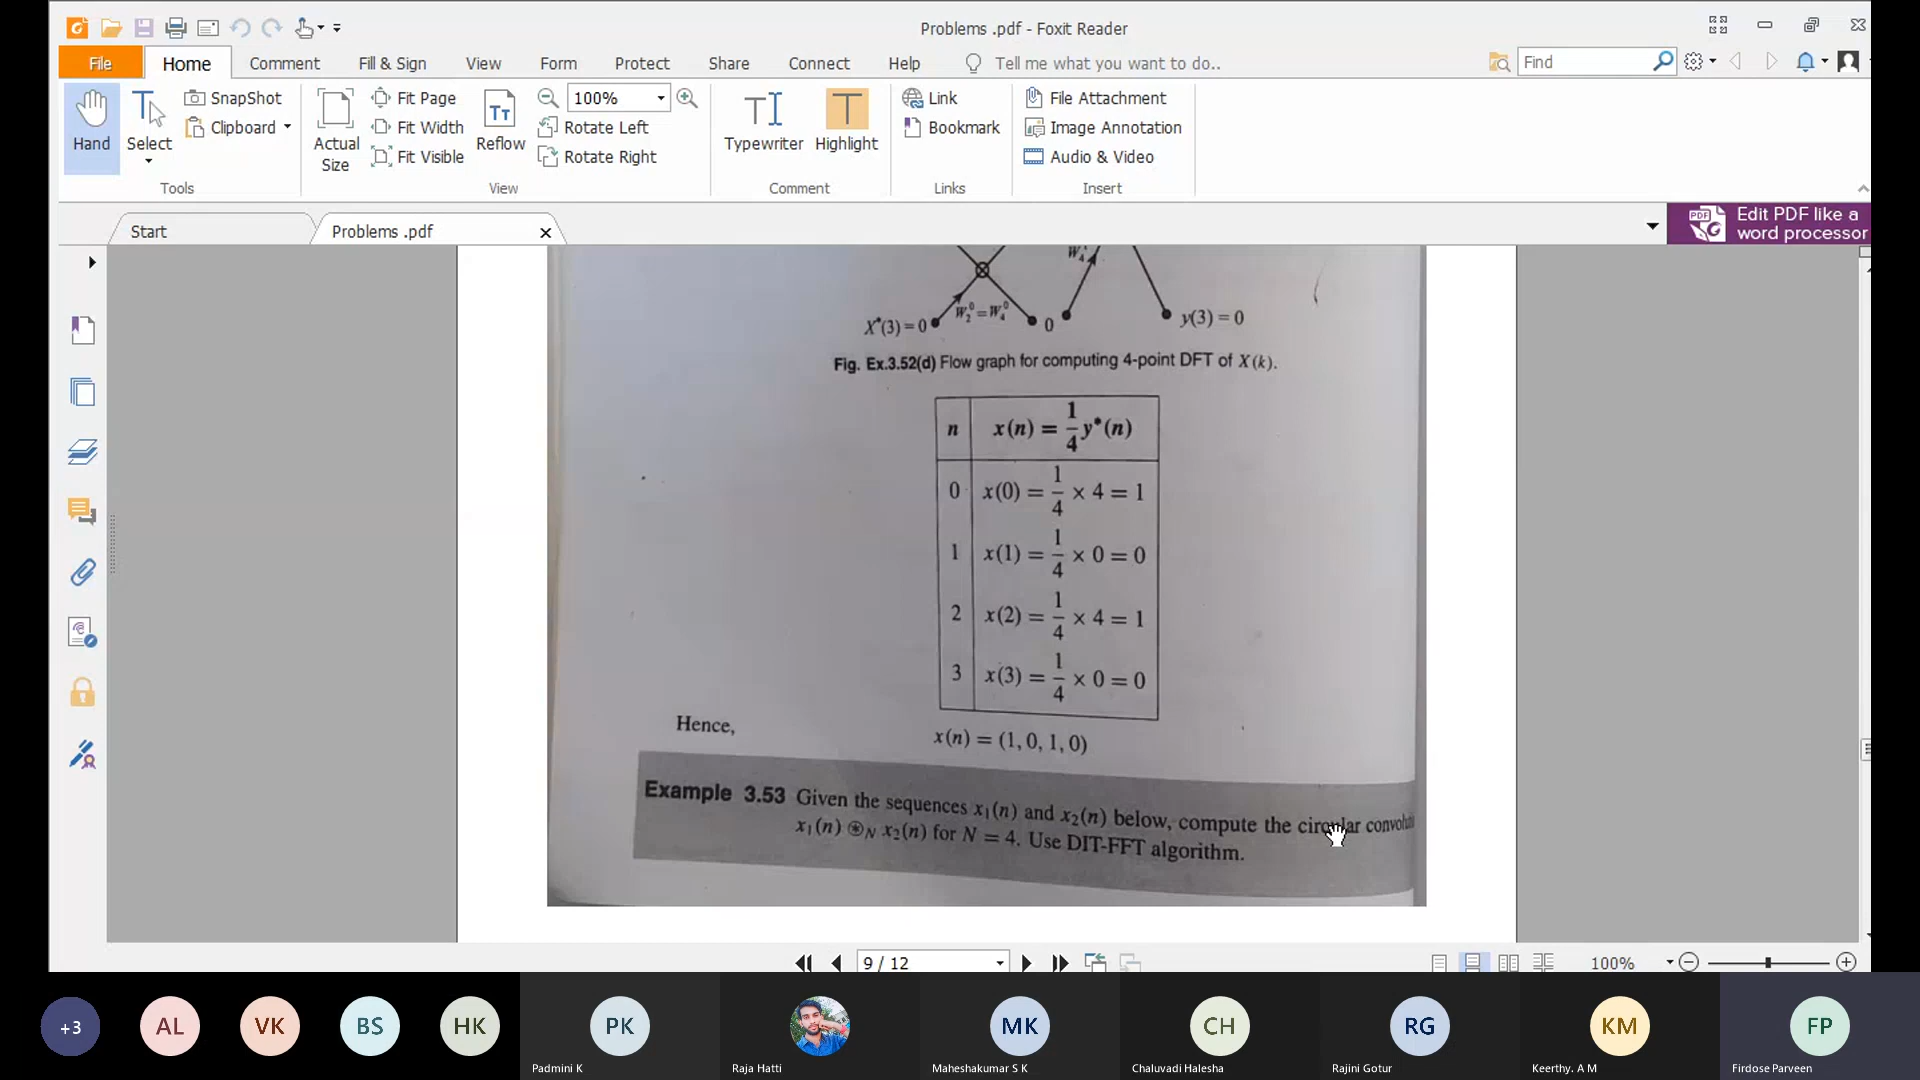 Problems .pdf - Foxit Reader
File Home Comment Fill & Sign View Form Protect Share Connect Help Tell me what you want to do.. Find
Hand
Select
SnapShot
Clipboard
Tools
Actual Size
Fit Page
Fit Width
Fit Visible
Reflow
100%
Rotate Left
Rotate Right
View
Typewriter
Highlight
Comment
Link
Bookmark
Links
File Attachment
Image Annotation
Audio & Video
Insert
Start
Problems .pdf
Edit PDF like a
word processor
X*(3) = 0 W₂⁰ = W₄⁰ 0 y(3) = 0
Fig. Ex.3.52(d) Flow graph for computing 4-point DFT of X(k).
n x(n) = 1/4 y*(n)
0 x(0) = 1/4 × 4 = 1
1 x(1) = 1/4 × 0 = 0
2 x(2) = 1/4 × 4 = 1
3 x(3) = 1/4 × 0 = 0
Hence,
x(n) = (1, 0, 1, 0)
Example 3.53 Given the sequences x₁(n) and x₂(n) below, compute the circular
x₁(n) ⊛N x₂(n) for N = 4. Use DIT-FFT algorithm.
9 / 12
100%
+3 AL VK BS HK PK MK CH RG KM FP
Padmini K Raja Hatti Maheshakumar S K Chaluvadi Halesha Rajini Gotur Keerthy. A M Firdose Parveen